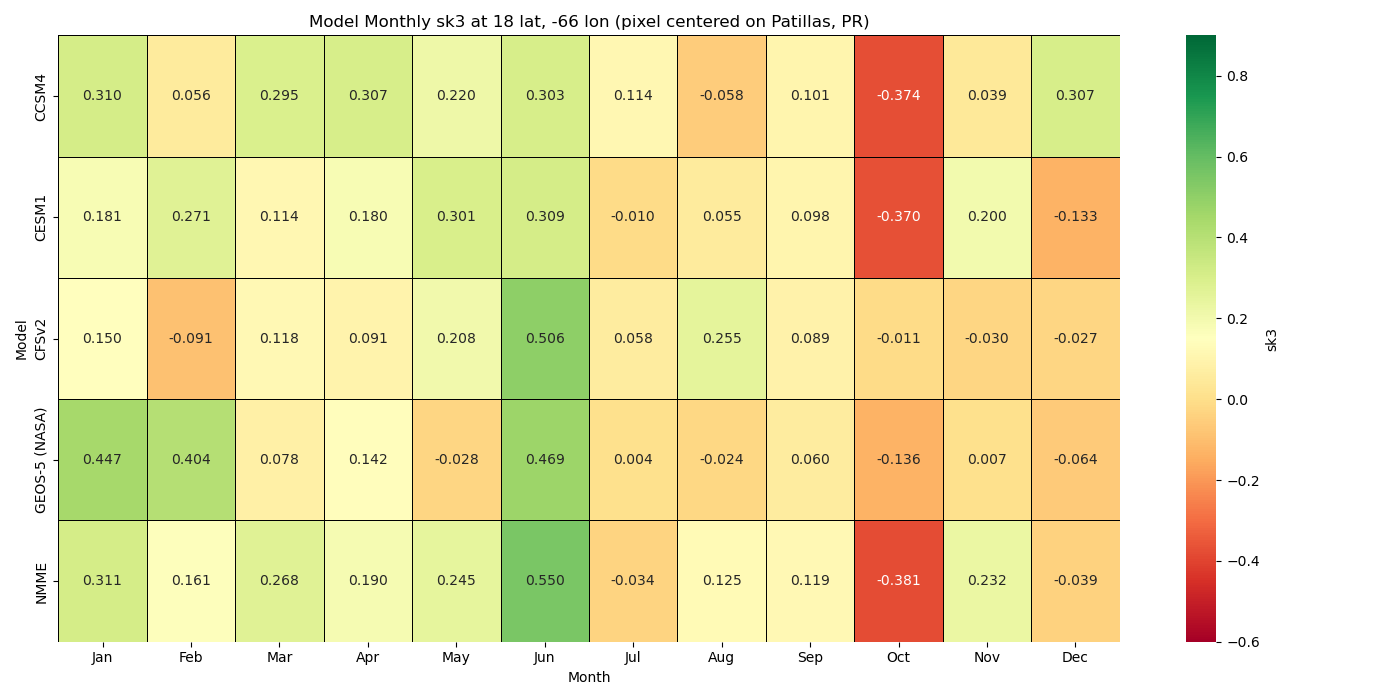 Model Monthly sk3 at 18 lat, -66 lon (pixel centered on Patillas, PR)
Model
CCSM4 0.310 0.056 0.295 0.307 0.220 0.303 0.114 -0.058 0.101 -0.374 0.039 0.307
CESM1 0.181 0.271 0.114 0.180 0.301 0.309 -0.010 0.055 0.098 -0.370 0.200 -0.133
CFSv2 0.150 -0.091 0.118 0.091 0.208 0.506 0.058 0.255 0.089 -0.011 -0.030 -0.027
GEOS-5 (NASA) 0.447 0.404 0.078 0.142 -0.028 0.469 0.004 -0.024 0.060 -0.136 0.007 -0.064
NMME 0.311 0.161 0.268 0.190 0.245 0.550 -0.034 0.125 0.119 -0.381 0.232 -0.039
Jan Feb Mar Apr May Jun Jul Aug Sep Oct Nov Dec
Month
0.8
0.6
0.4
0.2
0.0
−0.2
−0.4
−0.6
sk3